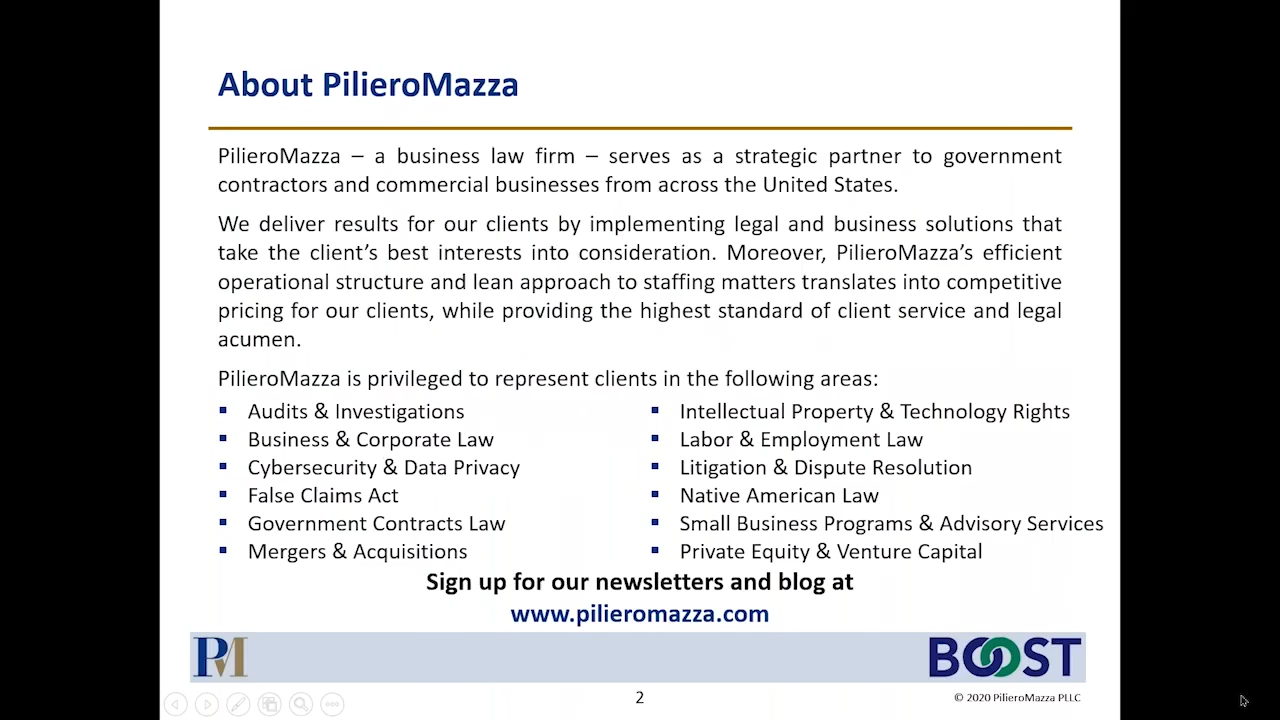 About PilieroMazza
PilieroMazza – a business law firm – serves as a strategic partner to government
contractors and commercial businesses from across the United States.
We deliver results for our clients by implementing legal and business solutions that
take the client’s best interests into consideration. Moreover, PilieroMazza’s efficient
operational structure and lean approach to staffing matters translates into competitive
pricing for our clients, while providing the highest standard of client service and legal
acumen.
PilieroMazza is privileged to represent clients in the following areas:
▪ Audits & Investigations
▪ Business & Corporate Law
▪ Cybersecurity & Data Privacy
▪ False Claims Act
▪ Government Contracts Law
▪ Mergers & Acquisitions
▪ Intellectual Property & Technology Rights
▪ Labor & Employment Law
▪ Litigation & Dispute Resolution
▪ Native American Law
▪ Small Business Programs & Advisory Services
▪ Private Equity & Venture Capital
Sign up for our newsletters and blog at
www.pilieromazza.com
PM
BOOST
2
© 2020 PilieroMazza PLLC